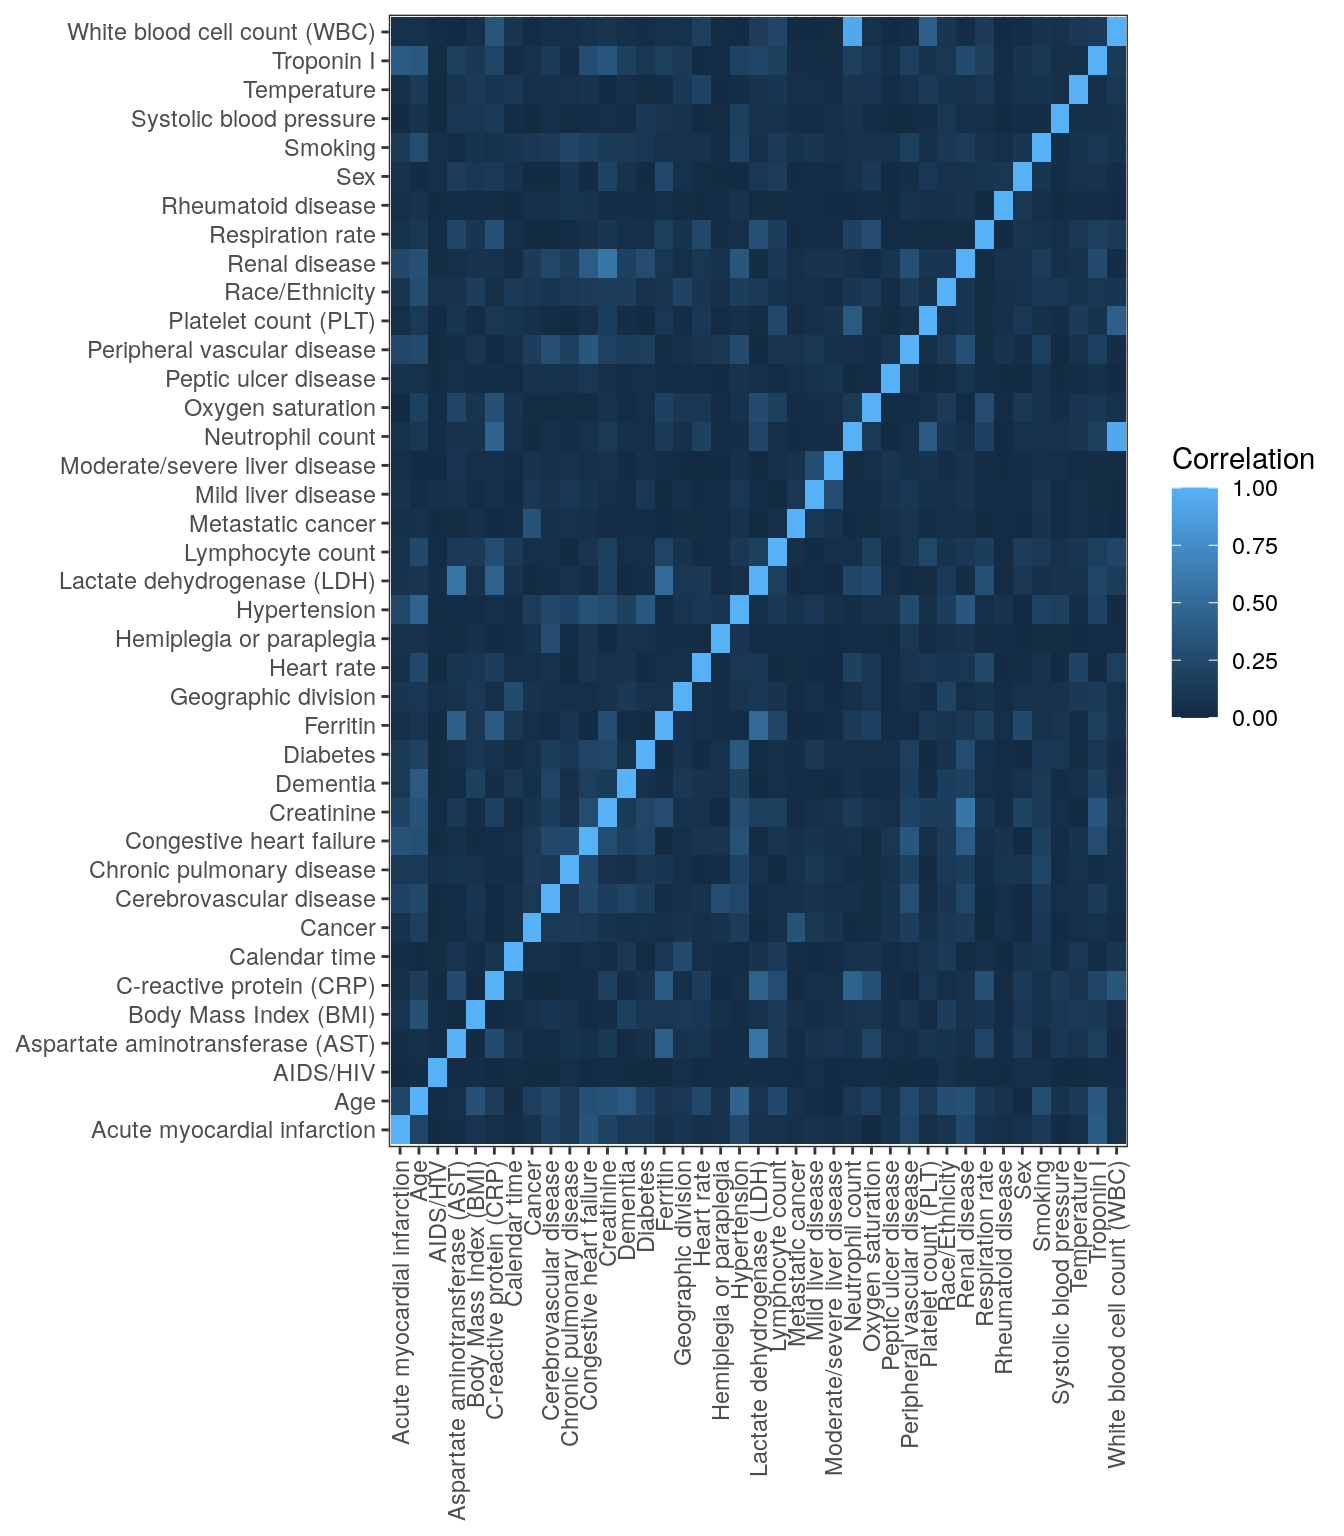 White blood cell count (WBC)
Troponin I
Temperature
Systolic blood pressure
Smoking
Sex
Rheumatoid disease
Respiration rate
Renal disease
Race/Ethnicity
Platelet count (PLT)
Peripheral vascular disease
Peptic ulcer disease
Oxygen saturation
Neutrophil count
Moderate/severe liver disease
Mild liver disease
Metastatic cancer
Lymphocyte count
Lactate dehydrogenase (LDH)
Hypertension
Hemiplegia or paraplegia
Heart rate
Geographic division
Ferritin
Diabetes
Dementia
Creatinine
Congestive heart failure
Chronic pulmonary disease
Cerebrovascular disease
Cancer
Calendar time
C-reactive protein (CRP)
Body Mass Index (BMI)
Aspartate aminotransferase (AST)
AIDS/HIV
Age
Acute myocardial infarction
Acute myocardial infarction
Age
AIDS/HIV
Aspartate aminotransferase (AST)
Body Mass Index (BMI)
C-reactive protein (CRP)
Calendar time
Cancer
Cerebrovascular disease
Chronic pulmonary disease
Congestive heart failure
Creatinine
Dementia
Diabetes
Ferritin
Geographic division
Heart rate
Hemiplegia or paraplegia
Hypertension
Lactate dehydrogenase (LDH)
Lymphocyte count
Metastatic cancer
Mild liver disease
Moderate/severe liver disease
Neutrophil count
Oxygen saturation
Peptic ulcer disease
Peripheral vascular disease
Platelet count (PLT)
Race/Ethnicity
Renal disease
Respiration rate
Rheumatoid disease
Sex
Smoking
Systolic blood pressure
Temperature
Troponin I
White blood cell count (WBC)
Correlation
1.00
0.75
0.50
0.25
0.00